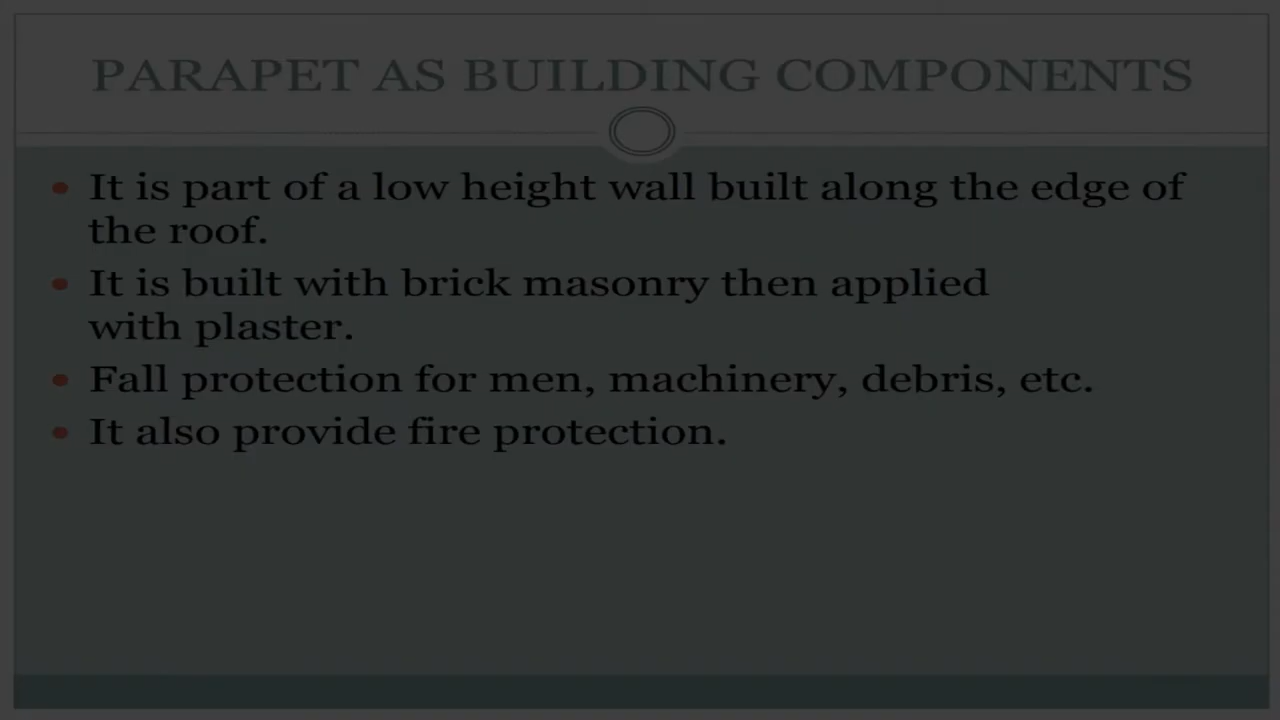 PARAPET AS BUILDING COMPONENTS
• It is part of a low height wall built along the edge of
the roof.
• It is built with brick masonry then applied
with plaster.
• Fall protection for men, machinery, debris, etc.
• It also provide fire protection.